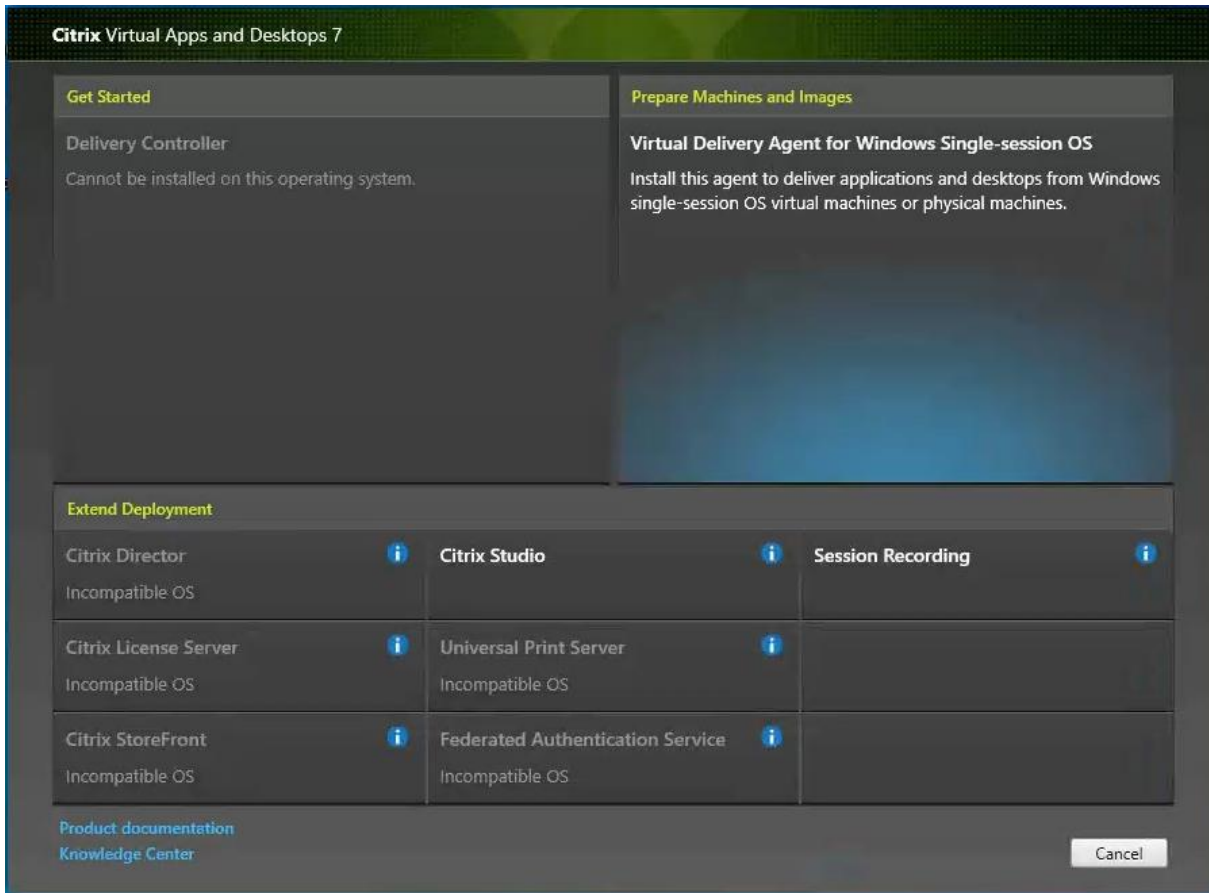 Citrix Virtual Apps and Desktops 7
Get Started
Delivery Controller
Cannot be installed on this operating system.
Prepare Machines and Images
Virtual Delivery Agent for Windows Single-session OS
Install this agent to deliver applications and desktops from Windows
single-session OS virtual machines or physical machines.
Extend Deployment
Citrix Director
Incompatible OS
Citrix Studio
Session Recording
Citrix License Server
Incompatible OS
Universal Print Server
Incompatible OS
Citrix StoreFront
Incompatible OS
Federated Authentication Service
Incompatible OS
Product documentation
Knowledge Center
Cancel